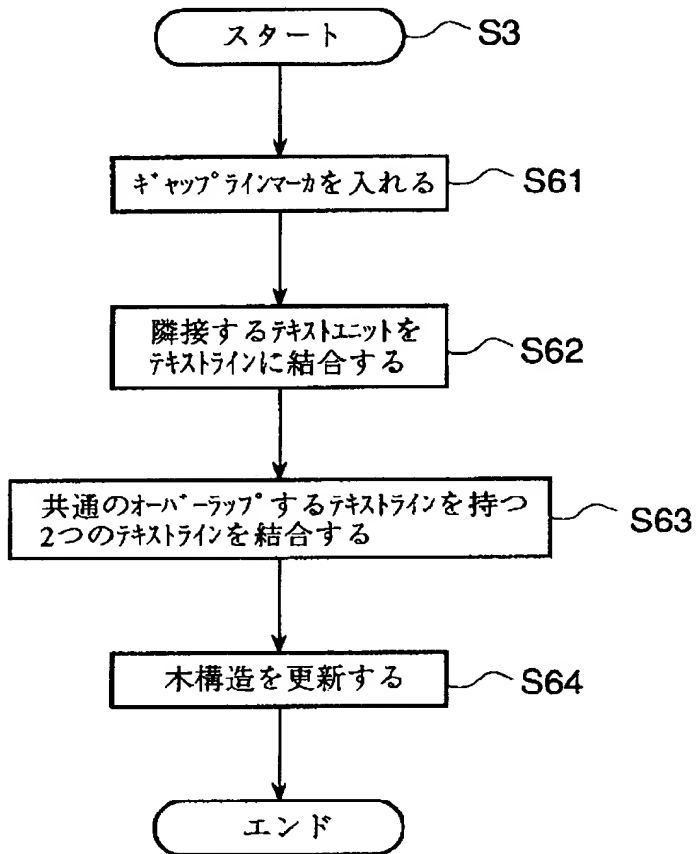 スタート
S3
ギャップラインマーカを入れる
S61
隣接するテキストユニットを
テキストラインに結合する
S62
共通のオーバーラップするテキストラインを持つ
2つのテキストラインを結合する
S63
木構造を更新する
S64
エンド